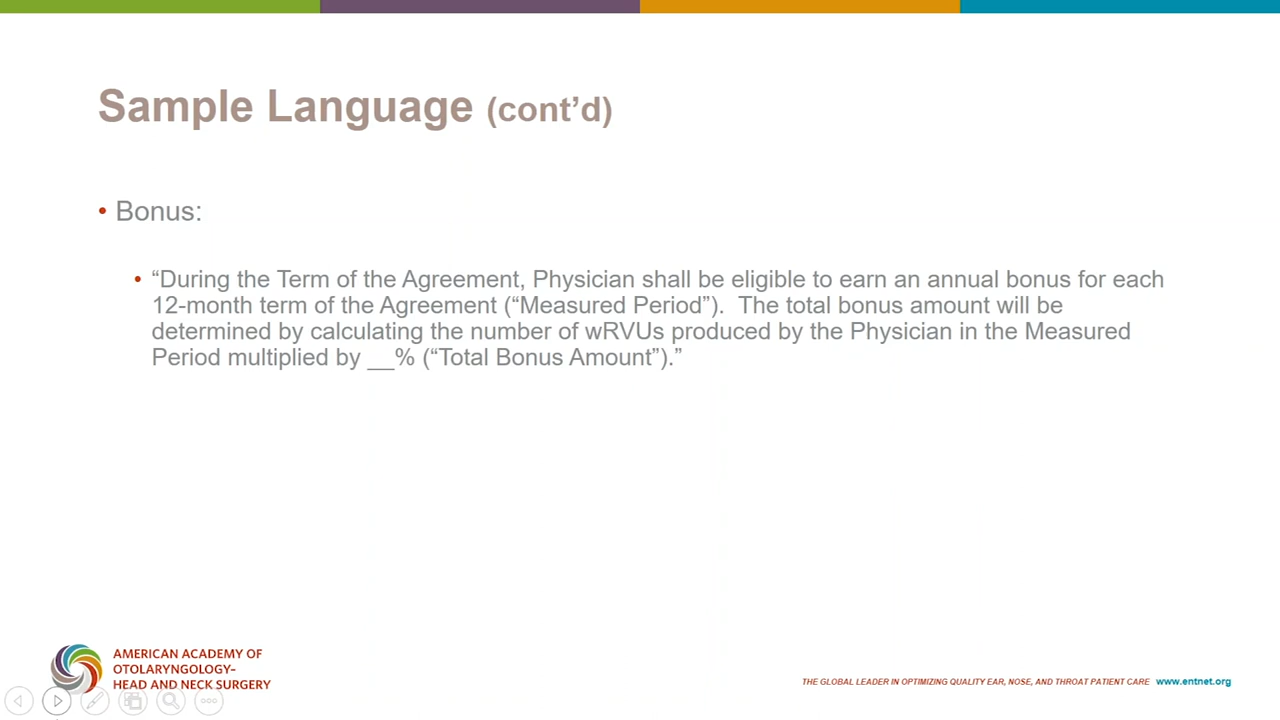 Sample Language (cont’d)
• Bonus:
• “During the Term of the Agreement, Physician shall be eligible to earn an annual bonus for each
12-month term of the Agreement (“Measured Period”).  The total bonus amount will be
determined by calculating the number of wRVUs produced by the Physician in the Measured
Period multiplied by __% (“Total Bonus Amount”).”
AMERICAN ACADEMY OF
OTOLARYNGOLOGY–
HEAD AND NECK SURGERY
THE GLOBAL LEADER IN OPTIMIZING QUALITY EAR, NOSE, AND THROAT PATIENT CARE www.entnet.org